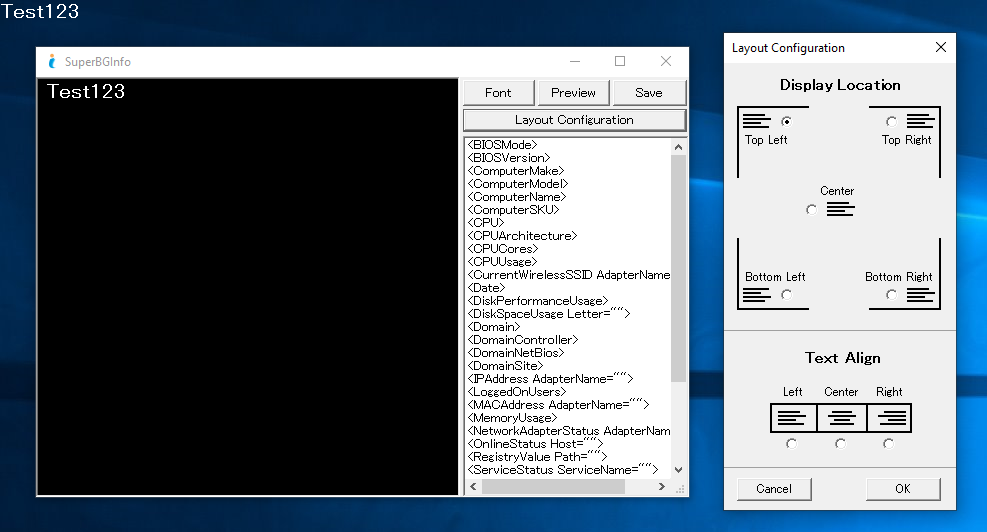 Test123
SuperBGInfo
Test123
Font Preview Save
Layout Configuration
<BIOSMode>
<BIOSVersion>
<ComputerMake>
<ComputerModel>
<ComputerName>
<ComputerSKU>
<CPU>
<CPUArchitecture>
<CPUCores>
<CPUUsage>
<CurrentWirelessSSID AdapterName
<Date>
<DiskPerformanceUsage>
<DiskSpaceUsage Letter="">
<Domain>
<DomainController>
<DomainNetBios>
<DomainSite>
<IPAddress AdapterName="">
<LoggedOnUsers>
<MACAddress AdapterName="">
<MemoryUsage>
<NetworkAdapterStatus AdapterNam
<OnlineStatus Host="">
<RegistryValue Path="">
<ServiceStatus ServiceName="">
Layout Configuration
Display Location
Top Left Top Right
Center
Bottom Left Bottom Right
Text Align
Left Center Right
Cancel OK